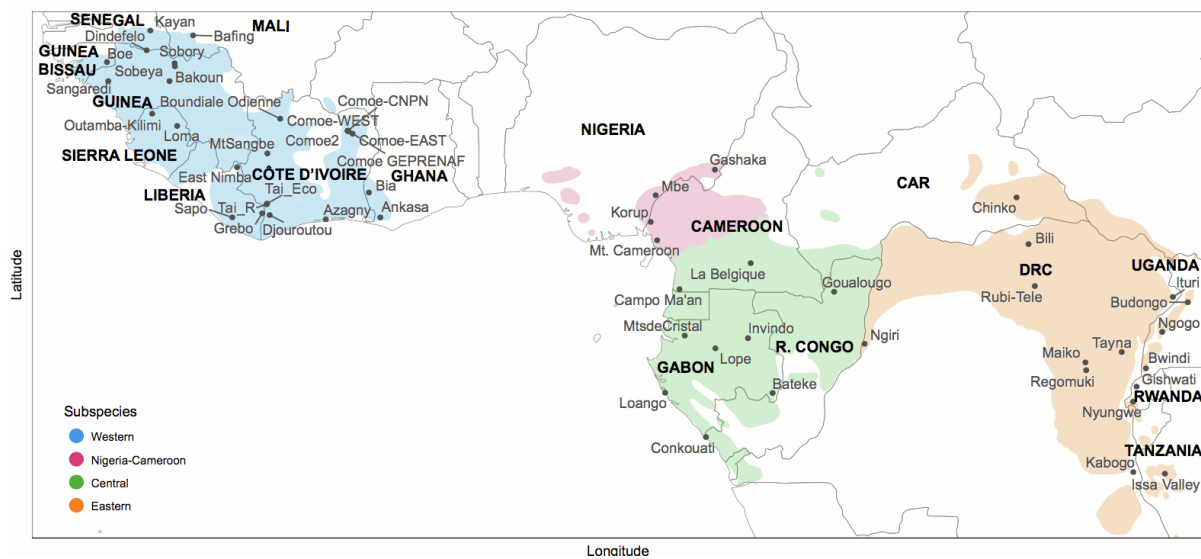 SENEGAL
Kayan
MALI
Dindefelo
Bafing
GUINEA
BISSAU
Boe
Sobory
Sobeya
Bakoun
Sangaredi
GUINEA
Boundiale Odienne
Comoe-CNPN
Comoe-WEST
Outamba-Kilimi
Loma
Comoe2
Comoe-EAST
MtSangbe
SIERRA LEONE
Comoe GEPRENAF
East Nimba
CÔTE D'IVOIRE
GHANA
Tai_Eco
Bia
LIBERIA
Sapo
Tai_R
Azagny
Ankasa
Grebo
Djouroutou
NIGERIA
Gashaka
Mbe
Korup
CAMEROON
Mt. Cameroon
La Belgique
Goualougo
Campo Ma'an
MtsdeCristal
Invindo
R. CONGO
Lope
GABON
Loango
Bateke
Conkouati
CAR
Chinko
Bili
DRC
UGANDA
Ituri
Rubi-Tele
Budongo
Ngogo
Ngiri
Tayna
Maiko
Bwindi
Regomuki
Gishwati
RWANDA
Nyungwe
TANZANIA
Kabogo
Issa Valley
Latitude
Subspecies
Western
Nigeria-Cameroon
Central
Eastern
Longitude